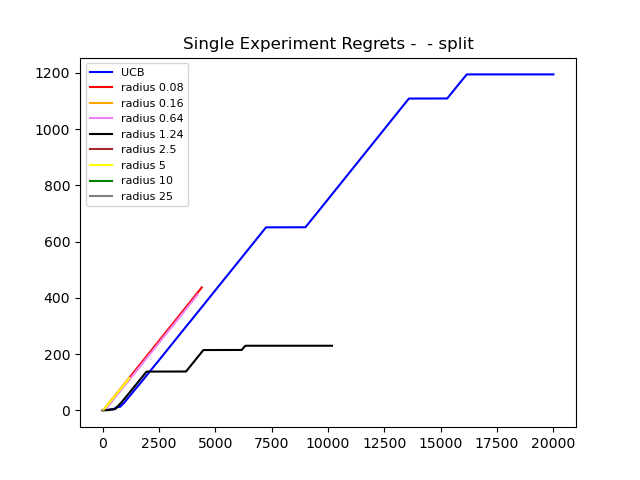 Single Experiment Regrets -  - split
1200
1000
800
600
400
200
0
UCB
radius 0.08
radius 0.16
radius 0.64
radius 1.24
radius 2.5
radius 5
radius 10
radius 25
0 2500 5000 7500 10000 12500 15000 17500 20000